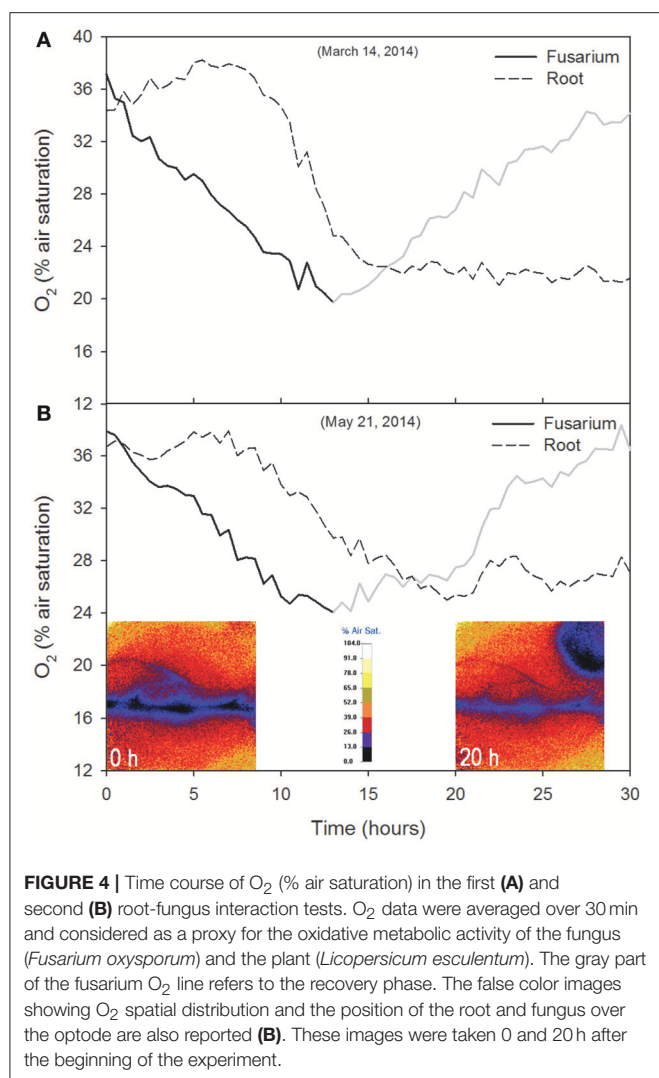 A
(March 14, 2014)
Fusarium
Root
40
36
32
28
24
20
16
12
O2 (% air saturation)
B
(May 21, 2014)
Fusarium
Root
36
32
28
24
20
16
12
O2 (% air saturation)
% Air Sat.
104.0
91.0
78.0
65.0
52.0
39.0
26.0
13.0
0.0
0 h
20 h
0 5 10 15 20 25 30
Time (hours)
FIGURE 4 | Time course of O2 (% air saturation) in the first (A) and
second (B) root-fungus interaction tests. O2 data were averaged over 30 min
and considered as a proxy for the oxidative metabolic activity of the fungus
(Fusarium oxysporum) and the plant (Licopersicum esculentum). The gray part
of the fusarium O2 line refers to the recovery phase. The false color images
showing O2 spatial distribution and the position of the root and fungus over
the optode are also reported (B). These images were taken 0 and 20 h after
the beginning of the experiment.